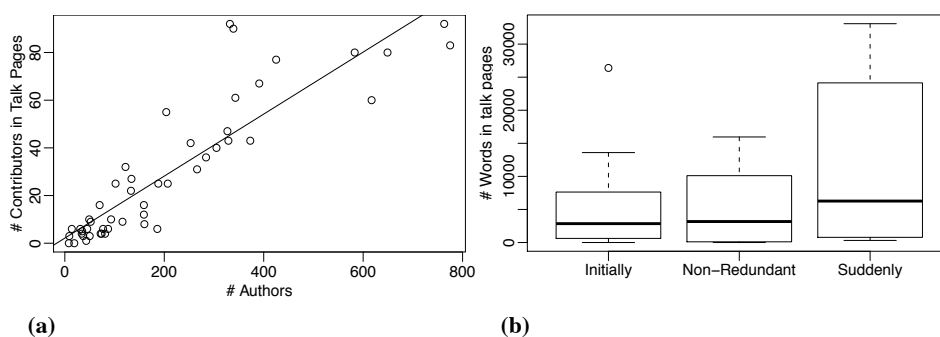 # Contributors in Talk Pages
0 20 40 60 80
0 200 400 600 800
# Authors
(a)
# Words in talk pages
0 10000 30000
Initially Non−Redundant Suddenly
(b)